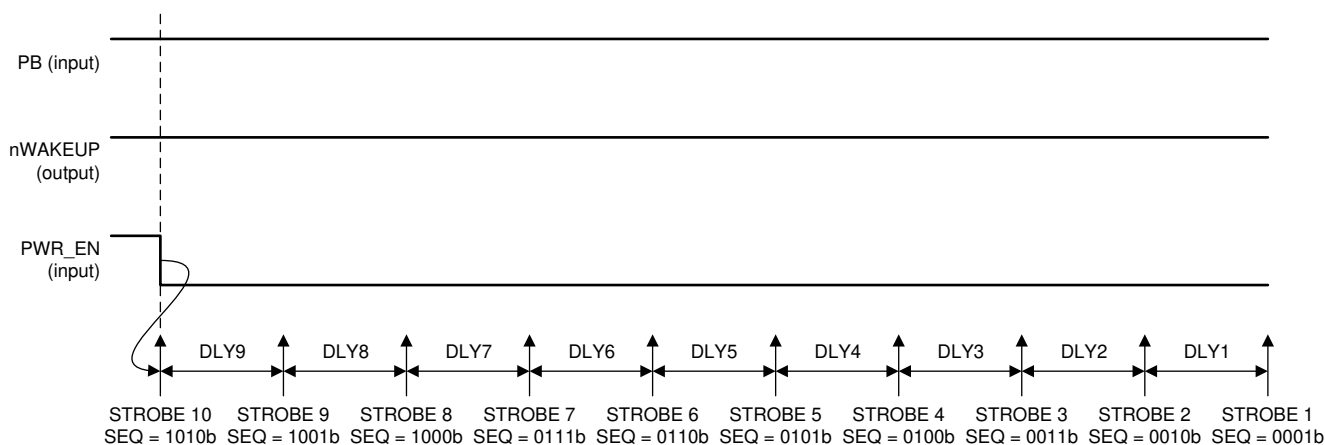 PB (input)
nWAKEUP
(output)
PWR_EN
(input)
DLY9 DLY8 DLY7 DLY6 DLY5 DLY4 DLY3 DLY2 DLY1
STROBE 10 STROBE 9 STROBE 8 STROBE 7 STROBE 6 STROBE 5 STROBE 4 STROBE 3 STROBE 2 STROBE 1
SEQ = 1010b SEQ = 1001b SEQ = 1000b SEQ = 0111b SEQ = 0110b SEQ = 0101b SEQ = 0100b SEQ = 0011b SEQ = 0010b SEQ = 0001b